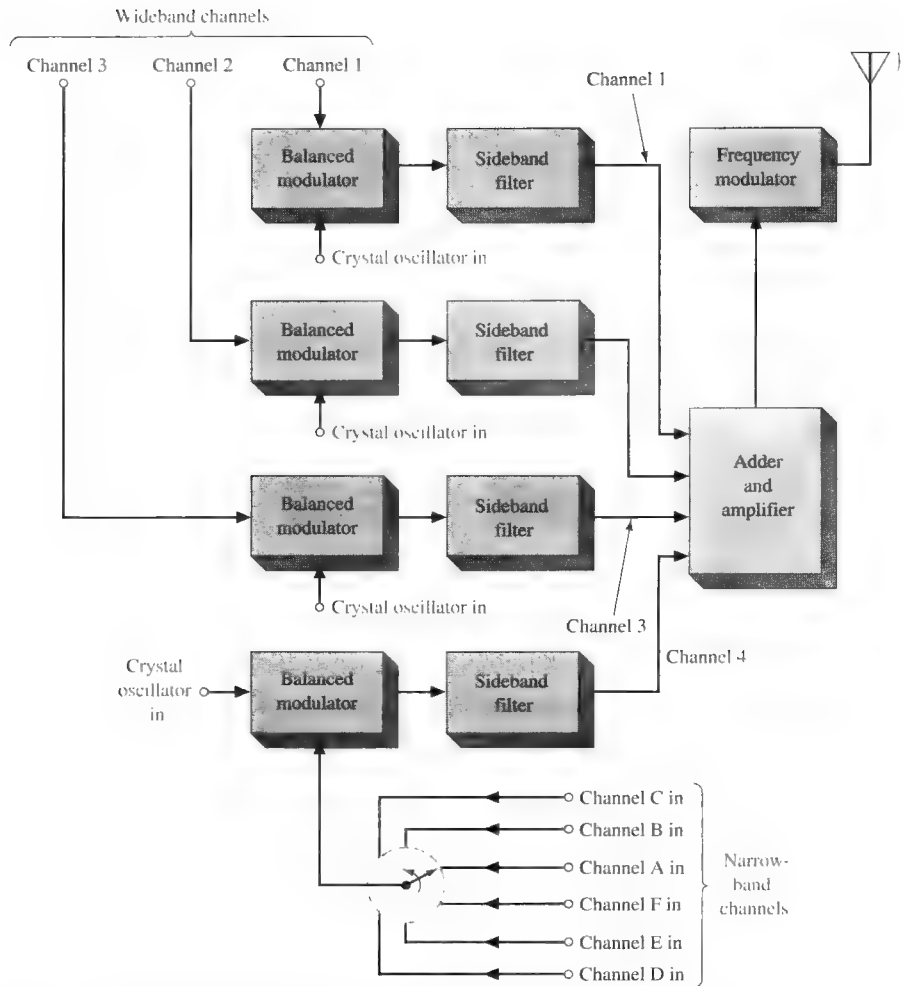 Wideband channels
Channel 3
Channel 2
Channel 1
Channel 1
Balanced
modulator
Sideband
filter
Frequency
modulator
Crystal oscillator in
Balanced
modulator
Sideband
filter
Crystal oscillator in
Adder
and
amplifier
Balanced
modulator
Sideband
filter
Crystal oscillator in
Channel 3
Channel 4
Crystal
oscillator
in
Balanced
modulator
Sideband
filter
Channel C in
Channel B in
Channel A in
Channel F in
Channel E in
Channel D in
Narrow-
band
channels